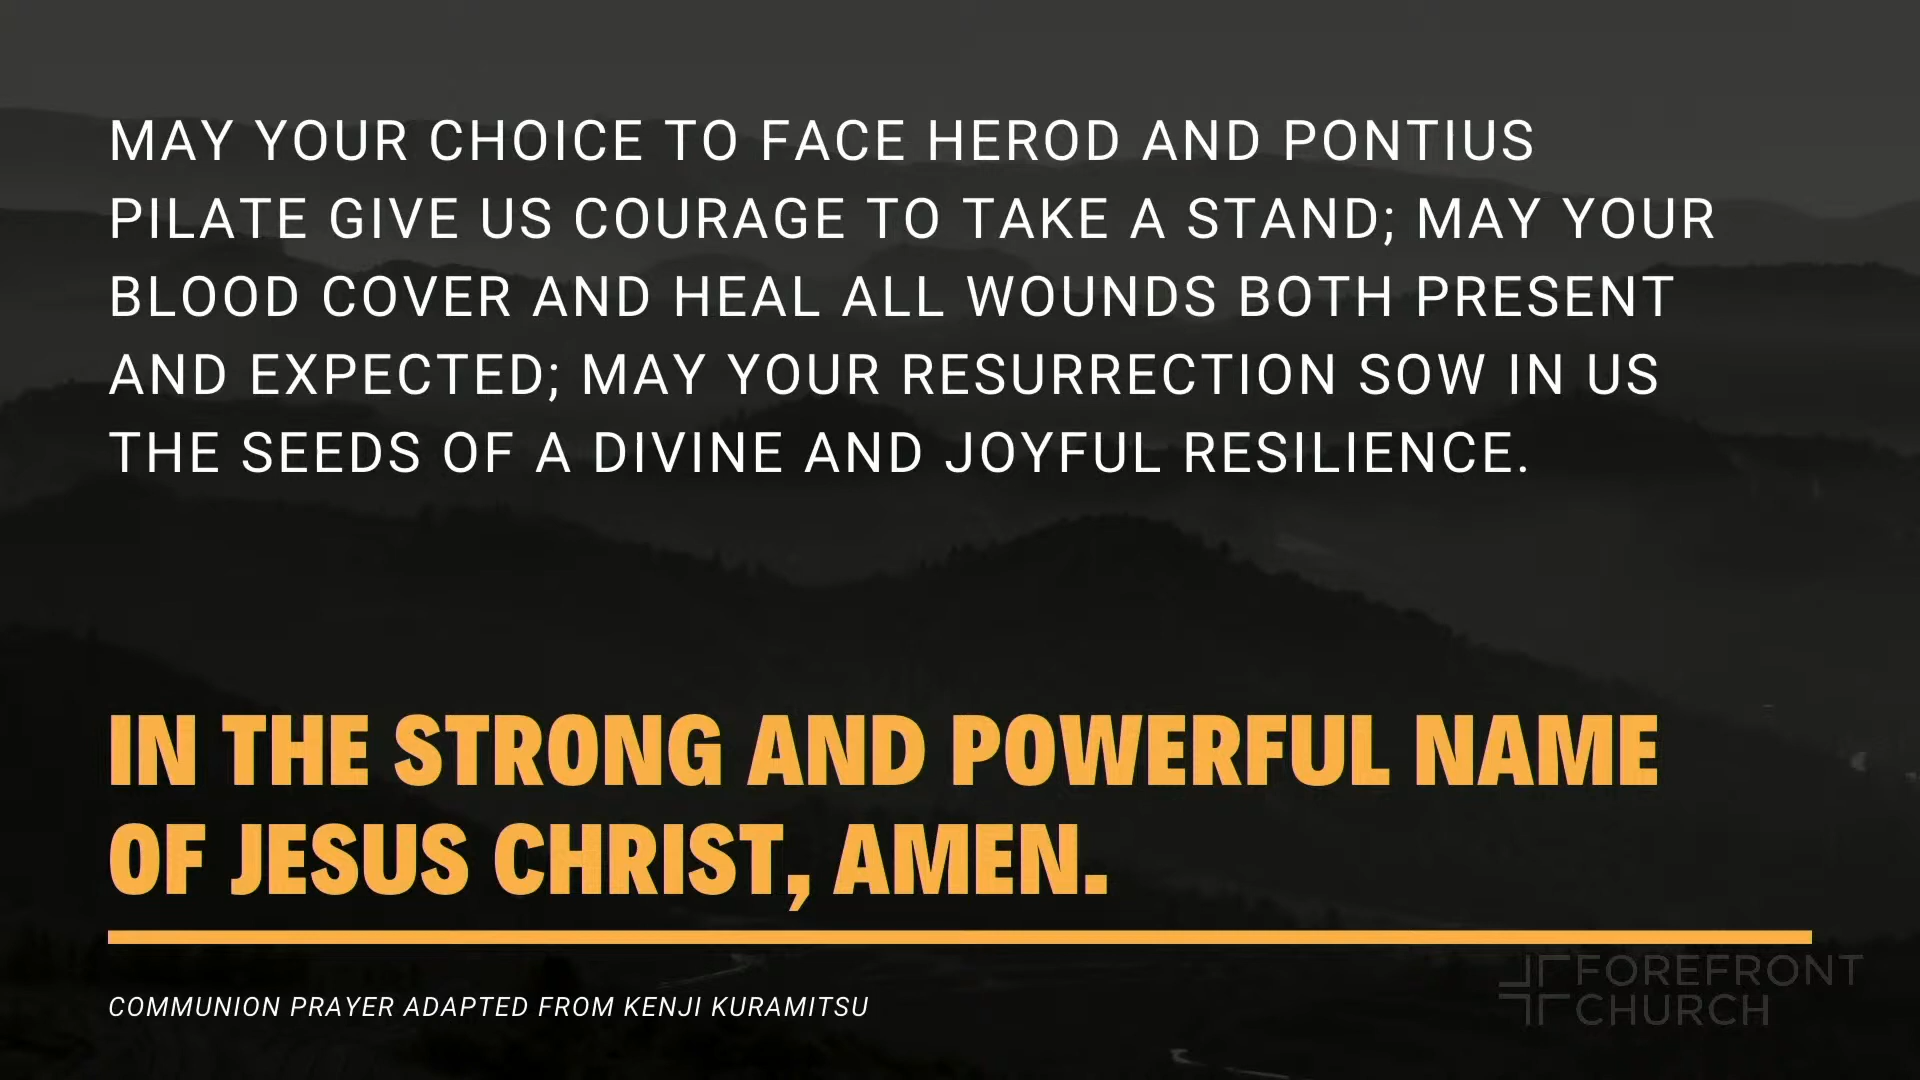 MAY YOUR CHOICE TO FACE HEROD AND PONTIUS
PILATE GIVE US COURAGE TO TAKE A STAND; MAY YOUR
BLOOD COVER AND HEAL ALL WOUNDS BOTH PRESENT
AND EXPECTED; MAY YOUR RESURRECTION SOW IN US
THE SEEDS OF A DIVINE AND JOYFUL RESILIENCE.
IN THE STRONG AND POWERFUL NAME
OF JESUS CHRIST, AMEN.
COMMUNION PRAYER ADAPTED FROM KENJI KURAMITSU
FOREFRONT
CHURCH